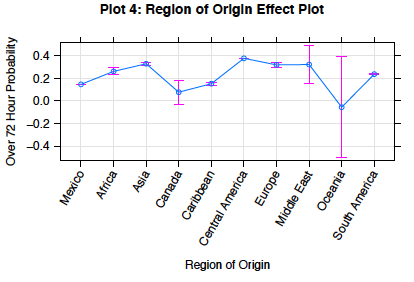 Plot 4: Region of Origin Effect Plot
Over 72 Hour Probability
0.4
0.2
0.0
−0.2
−0.4
Mexico
Africa
Asia
Canada
Caribbean
Central America
Europe
Middle East
Oceania
South America
Region of Origin